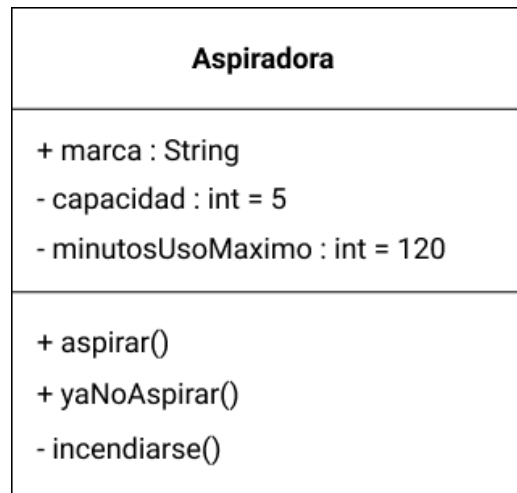 Aspiradora
+ marca : String
- capacidad : int = 5
- minutosUsoMaximo : int = 120
+ aspirar()
+ yaNoAspirar()
- incendiarse()